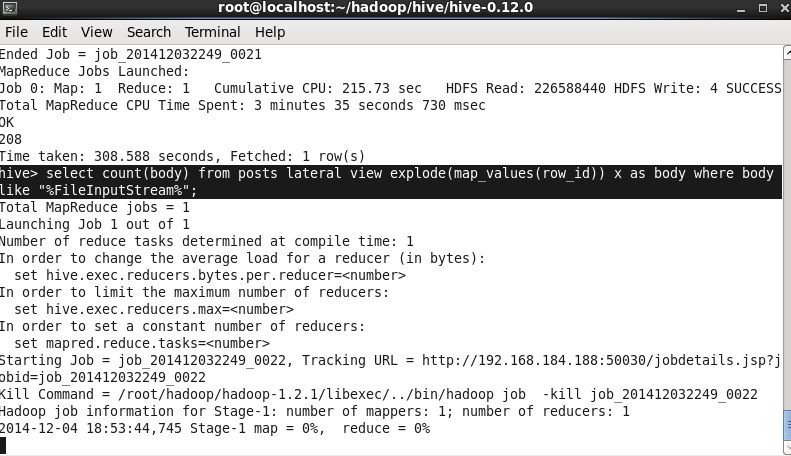 root@localhost:~/hadoop/hive/hive-0.12.0
File Edit View Search Terminal Help
Ended Job = job_201412032249_0021
MapReduce Jobs Launched:
Job 0: Map: 1  Reduce: 1   Cumulative CPU: 215.73 sec   HDFS Read: 226588440 HDFS Write: 4 SUCCESS
Total MapReduce CPU Time Spent: 3 minutes 35 seconds 730 msec
OK
208
Time taken: 308.588 seconds, Fetched: 1 row(s)
hive> select count(body) from posts lateral view explode(map_values(row_id)) x as body where body
like "%FileInputStream%";
Total MapReduce jobs = 1
Launching Job 1 out of 1
Number of reduce tasks determined at compile time: 1
In order to change the average load for a reducer (in bytes):
  set hive.exec.reducers.bytes.per.reducer=<number>
In order to limit the maximum number of reducers:
  set hive.exec.reducers.max=<number>
In order to set a constant number of reducers:
  set mapred.reduce.tasks=<number>
Starting Job = job_201412032249_0022, Tracking URL = http://192.168.184.188:50030/jobdetails.jsp?j
obid=job_201412032249_0022
Kill Command = /root/hadoop/hadoop-1.2.1/libexec/../bin/hadoop job  -kill job_201412032249_0022
Hadoop job information for Stage-1: number of mappers: 1; number of reducers: 1
2014-12-04 18:53:44,745 Stage-1 map = 0%,  reduce = 0%